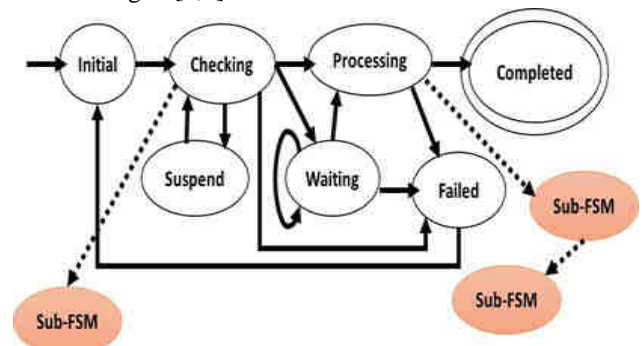 Initial
Checking
Processing
Completed
Suspend
Waiting
Failed
Sub-FSM
Sub-FSM
Sub-FSM